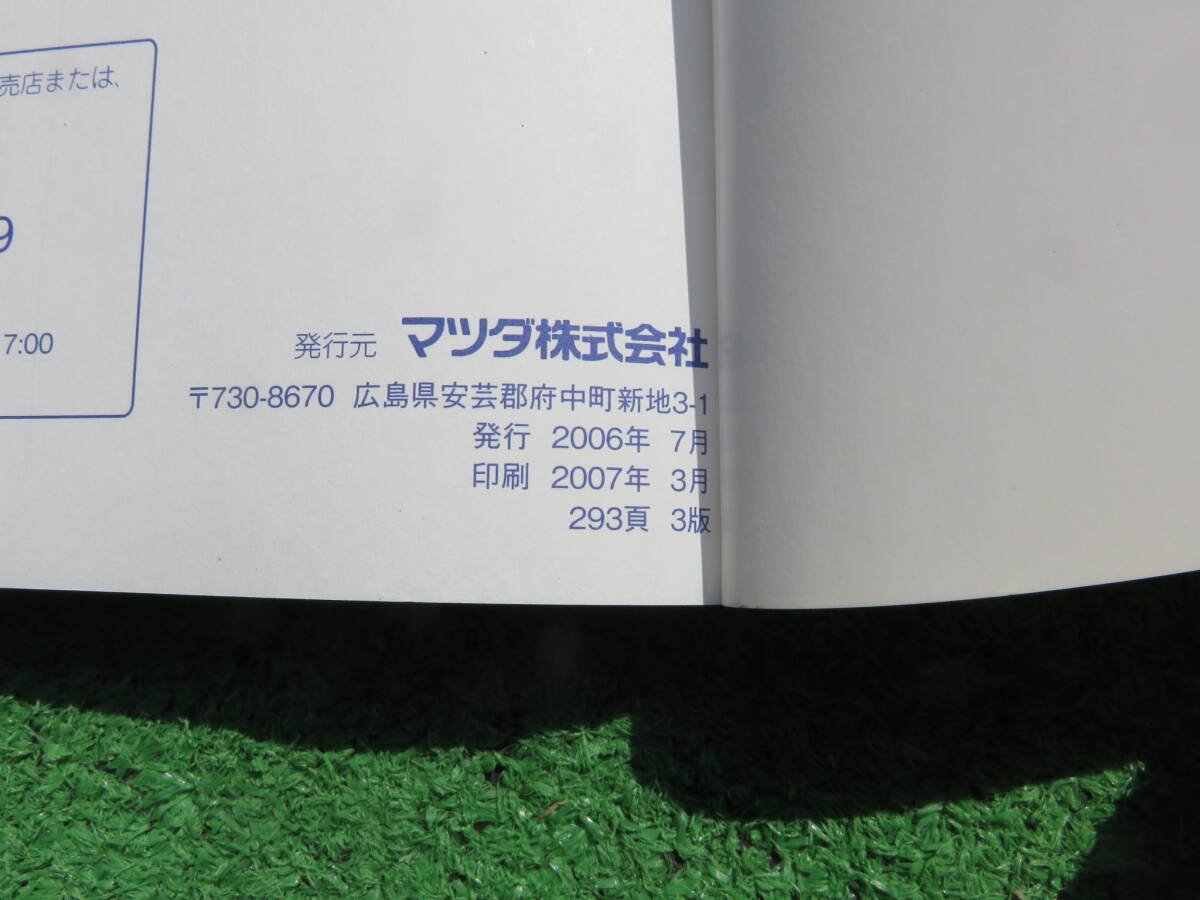 売店または、
9
7:00
発行元 マツダ株式会社
〒730-8670 広島県安芸郡府中町新地3-1
発行 2006年 7月
印刷 2007年 3月
293頁 3版